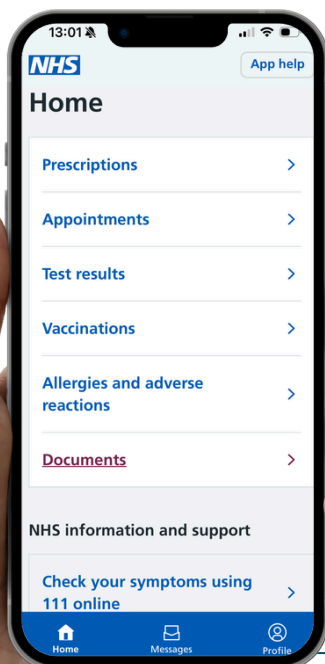 13:01
NHS
App help
Home
Prescriptions
Appointments
Test results
Vaccinations
Allergies and adverse
reactions
Documents
NHS information and support
Check your symptoms using
111 online
Home
Messages
Profile